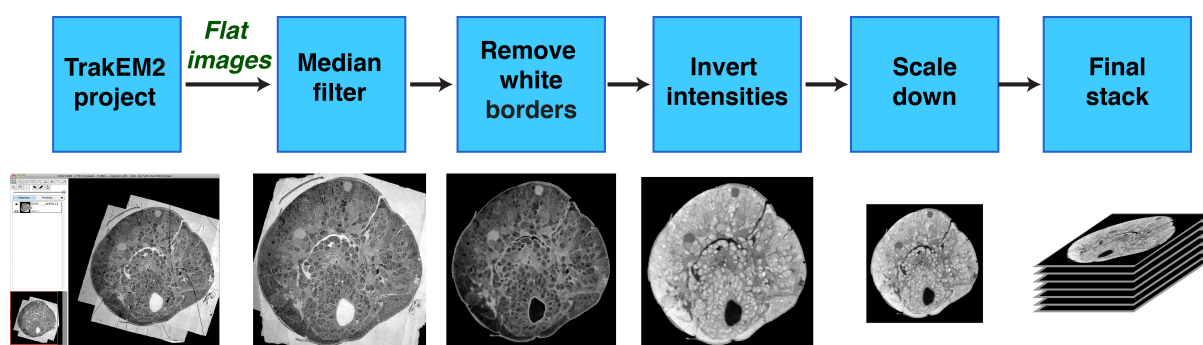 TrakEM2
project
Flat
images
Median
filter
Remove
white
borders
Invert
intensities
Scale
down
Final
stack